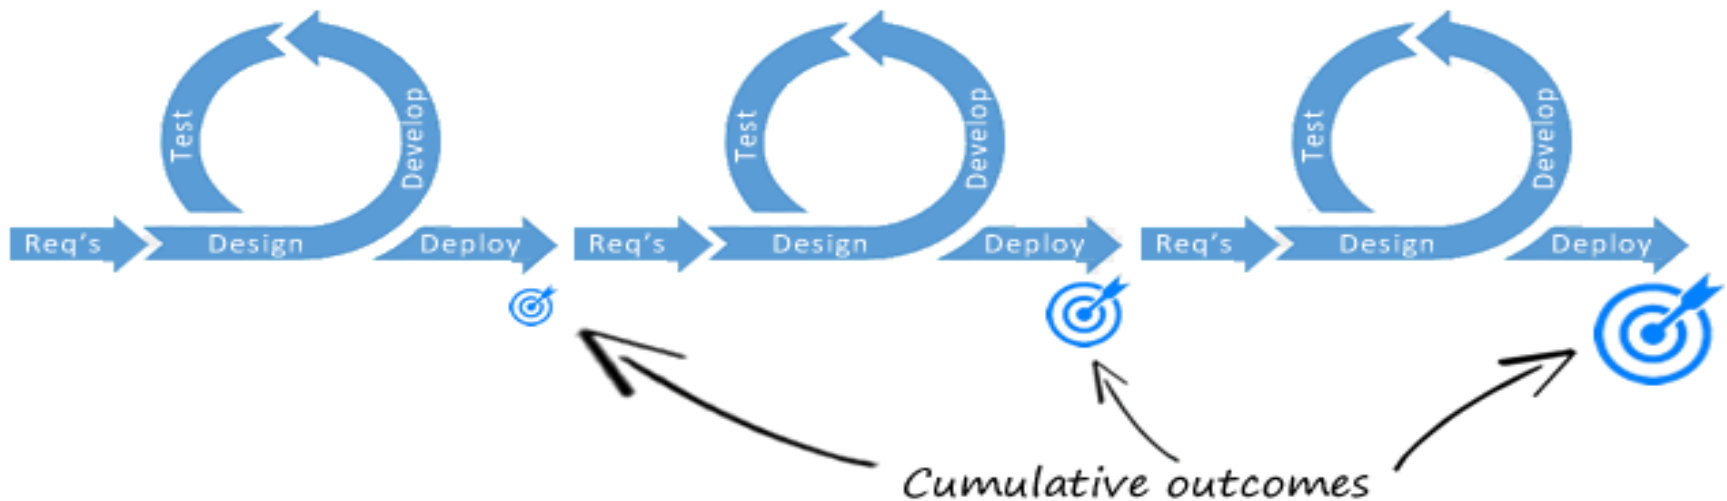 Test
Develop
Req's
Design
Deploy
Test
Develop
Req's
Design
Deploy
Test
Develop
Req's
Design
Deploy
Cumulative outcomes